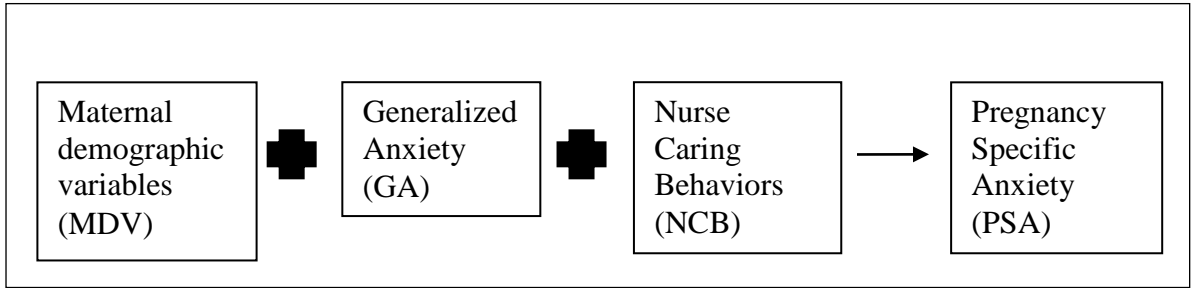 Maternal
demographic
variables
(MDV)
Generalized
Anxiety
(GA)
Nurse
Caring
Behaviors
(NCB)
Pregnancy
Specific
Anxiety
(PSA)